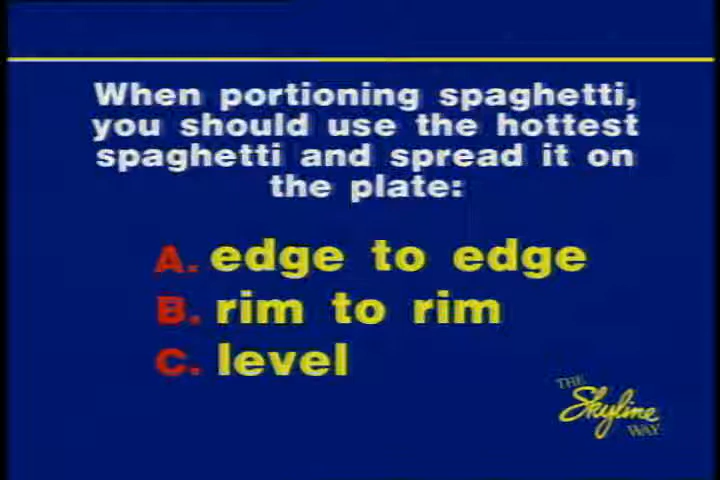 When portioning spaghetti,
you should use the hottest
spaghetti and spread it on
the plate:
A. edge to edge
B. rim to rim
C. level
THE
Skyline
WAY